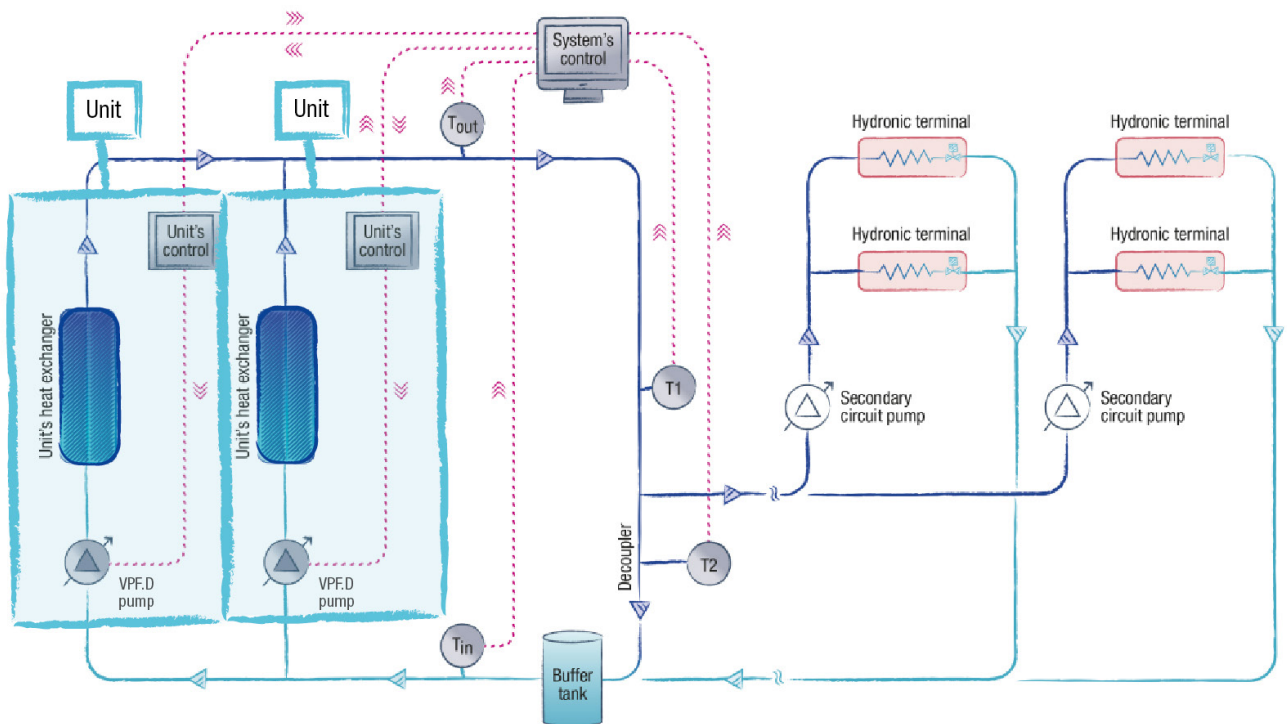 System's
control
Unit
Unit
Tout
Hydronic terminal
Hydronic terminal
Unit's
control
Unit's
control
Hydronic terminal
Hydronic terminal
Unit's heat exchanger
Unit's heat exchanger
T1
Secondary
circuit pump
Secondary
circuit pump
Decoupler
T2
VPF.D
pump
VPF.D
pump
Tin
Buffer
tank